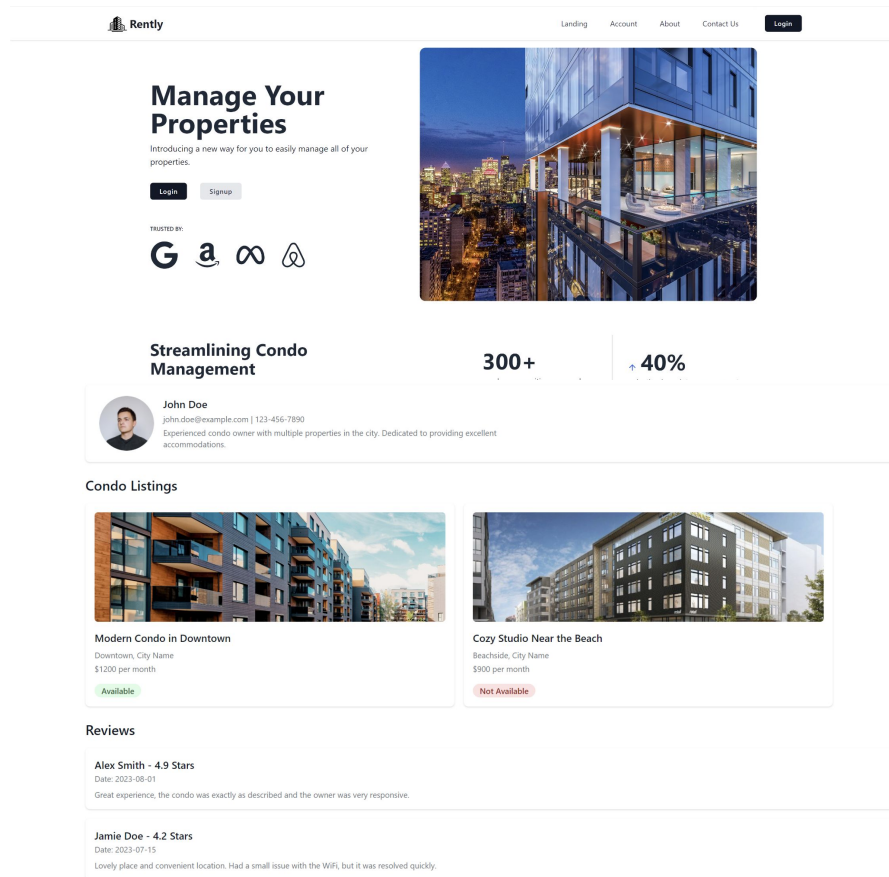 Rently
Landing Account About Contact Us Login
Manage Your
Properties
Introducing a new way for you to easily manage all of your
properties.
Login Signup
TRUSTED BY:
Streamlining Condo
Management
300+
40%
John Doe
john.doe@example.com | 123-456-7890
Experienced condo owner with multiple properties in the city. Dedicated to providing excellent
accommodations.
Condo Listings
Modern Condo in Downtown
Downtown, City Name
$1200 per month
Available
Cozy Studio Near the Beach
Beachside, City Name
$900 per month
Not Available
Reviews
Alex Smith - 4.9 Stars
Date: 2023-08-01
Great experience, the condo was exactly as described and the owner was very responsive.
Jamie Doe - 4.2 Stars
Date: 2023-07-15
Lovely place and convenient location. Had a small issue with the WiFi, but it was resolved quickly.